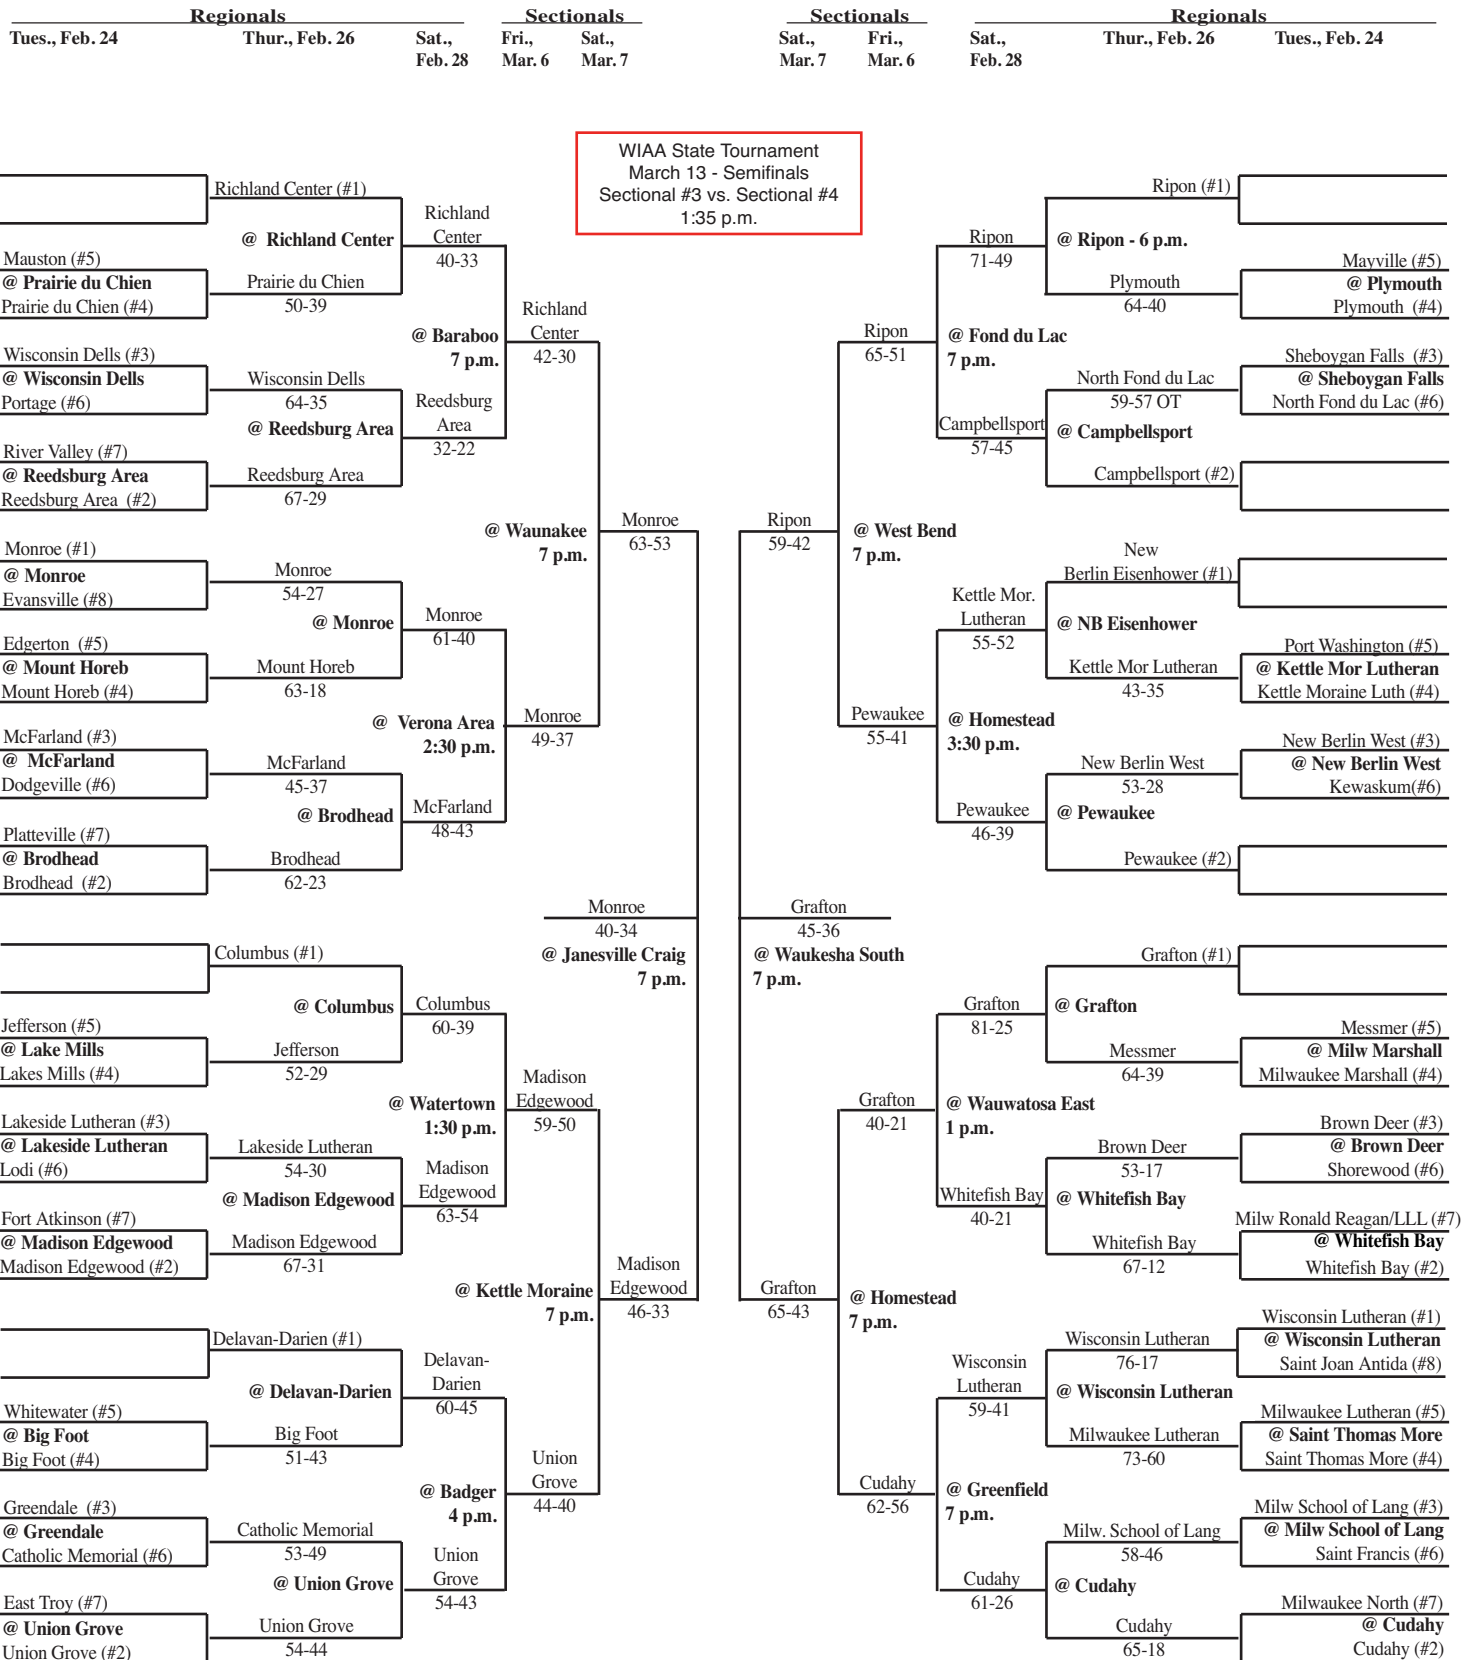 Regionals
Sectionals
Sectionals
Regionals
Tues., Feb. 24
Thur., Feb. 26
Sat.,
Feb. 28
Fri.,
Mar. 6
Sat.,
Mar. 7
Sat.,
Mar. 7
Fri.,
Mar. 6
Sat.,
Feb. 28
Thur., Feb. 26
Tues., Feb. 24
WIAA State Tournament
March 13 - Semifinals
Sectional #3 vs. Sectional #4
1:35 p.m.
Mauston (#5)
@ Prairie du Chien
Prairie du Chien (#4)
Wisconsin Dells (#3)
@ Wisconsin Dells
Portage (#6)
River Valley (#7)
@ Reedsburg Area
Reedsburg Area (#2)
Monroe (#1)
@ Monroe
Evansville (#8)
Edgerton (#5)
@ Mount Horeb
Mount Horeb (#4)
McFarland (#3)
@ McFarland
Dodgeville (#6)
Platteville (#7)
@ Brodhead
Brodhead (#2)
Jefferson (#5)
@ Lake Mills
Lakes Mills (#4)
Lakeside Lutheran (#3)
@ Lakeside Lutheran
Lodi (#6)
Fort Atkinson (#7)
@ Madison Edgewood
Madison Edgewood (#2)
Whitewater (#5)
@ Big Foot
Big Foot (#4)
Greendale (#3)
@ Greendale
Catholic Memorial (#6)
East Troy (#7)
@ Union Grove
Union Grove (#2)
Richland Center (#1)
@ Richland Center
Prairie du Chien
50-39
Wisconsin Dells
64-35
@ Reedsburg Area
Reedsburg Area
67-29
Monroe
54-27
@ Monroe
Mount Horeb
63-18
McFarland
45-37
@ Brodhead
Brodhead
62-23
Columbus (#1)
@ Columbus
Jefferson
52-29
Lakeside Lutheran
54-30
@ Madison Edgewood
Madison Edgewood
67-31
Delavan-Darien (#1)
@ Delavan-Darien
Big Foot
51-43
Catholic Memorial
53-49
@ Union Grove
Union Grove
54-44
Richland
Center
40-33
@ Baraboo
7 p.m.
Reedsburg
Area
32-22
Monroe
61-40
@ Verona Area
2:30 p.m.
McFarland
48-43
Columbus
60-39
@ Watertown
1:30 p.m.
Madison
Edgewood
63-54
Delavan-
Darien
60-45
@ Badger
4 p.m.
Union
Grove
54-43
Richland
Center
42-30
@ Waunakee
7 p.m.
Monroe
49-37
Madison
Edgewood
59-50
@ Kettle Moraine
7 p.m.
Union
Grove
44-40
Monroe
63-53
Monroe
40-34
@ Janesville Craig
7 p.m.
Madison
Edgewood
46-33
Ripon
59-42
Grafton
45-36
@ Waukesha South
7 p.m.
Grafton
65-43
Ripon
65-51
@ West Bend
7 p.m.
Pewaukee
55-41
Grafton
40-21
@ Homestead
7 p.m.
Cudahy
62-56
Ripon
71-49
@ Fond du Lac
7 p.m.
Campbellsport
57-45
Kettle Mor.
Lutheran
55-52
@ Homestead
3:30 p.m.
Pewaukee
46-39
Grafton
81-25
@ Wauwatosa East
1 p.m.
Whitefish Bay
40-21
Wisconsin
Lutheran
59-41
@ Greenfield
7 p.m.
Cudahy
61-26
Ripon (#1)
@ Ripon - 6 p.m.
Plymouth
64-40
North Fond du Lac
59-57 OT
@ Campbellsport
Campbellsport (#2)
New
Berlin Eisenhower (#1)
@ NB Eisenhower
Kettle Mor Lutheran
43-35
New Berlin West
53-28
@ Pewaukee
Pewaukee (#2)
Grafton (#1)
@ Grafton
Messmer
64-39
Brown Deer
53-17
@ Whitefish Bay
Whitefish Bay
67-12
Wisconsin Lutheran
76-17
@ Wisconsin Lutheran
Milwaukee Lutheran
73-60
Milw. School of Lang
58-46
@ Cudahy
Cudahy
65-18
Mayville (#5)
@ Plymouth
Plymouth (#4)
Sheboygan Falls (#3)
@ Sheboygan Falls
North Fond du Lac (#6)
Port Washington (#5)
@ Kettle Mor Lutheran
Kettle Moraine Luth (#4)
New Berlin West (#3)
@ New Berlin West
Kewaskum(#6)
Messmer (#5)
@ Milw Marshall
Milwaukee Marshall (#4)
Brown Deer (#3)
@ Brown Deer
Shorewood (#6)
Milw Ronald Reagan/LLL (#7)
@ Whitefish Bay
Whitefish Bay (#2)
Wisconsin Lutheran (#1)
@ Wisconsin Lutheran
Saint Joan Antida (#8)
Milwaukee Lutheran (#5)
@ Saint Thomas More
Saint Thomas More (#4)
Milw School of Lang (#3)
@ Milw School of Lang
Saint Francis (#6)
Milwaukee North (#7)
@ Cudahy
Cudahy (#2)